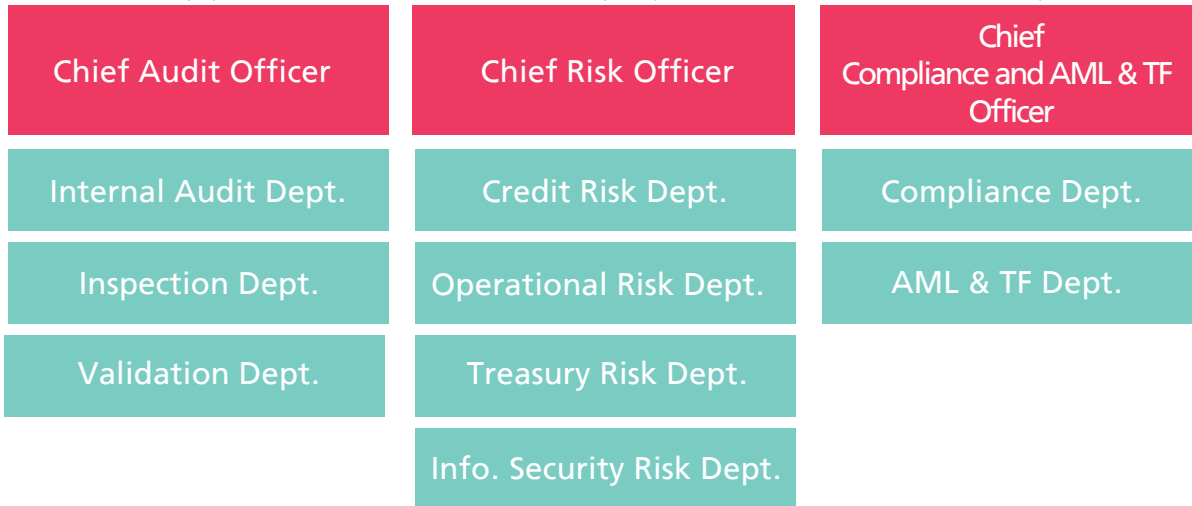 Chief Audit Officer
Internal Audit Dept.
Inspection Dept.
Validation Dept.
Chief Risk Officer
Credit Risk Dept.
Operational Risk Dept.
Treasury Risk Dept.
Info. Security Risk Dept.
Chief
Compliance and AML & TF
Officer
Compliance Dept.
AML & TF Dept.